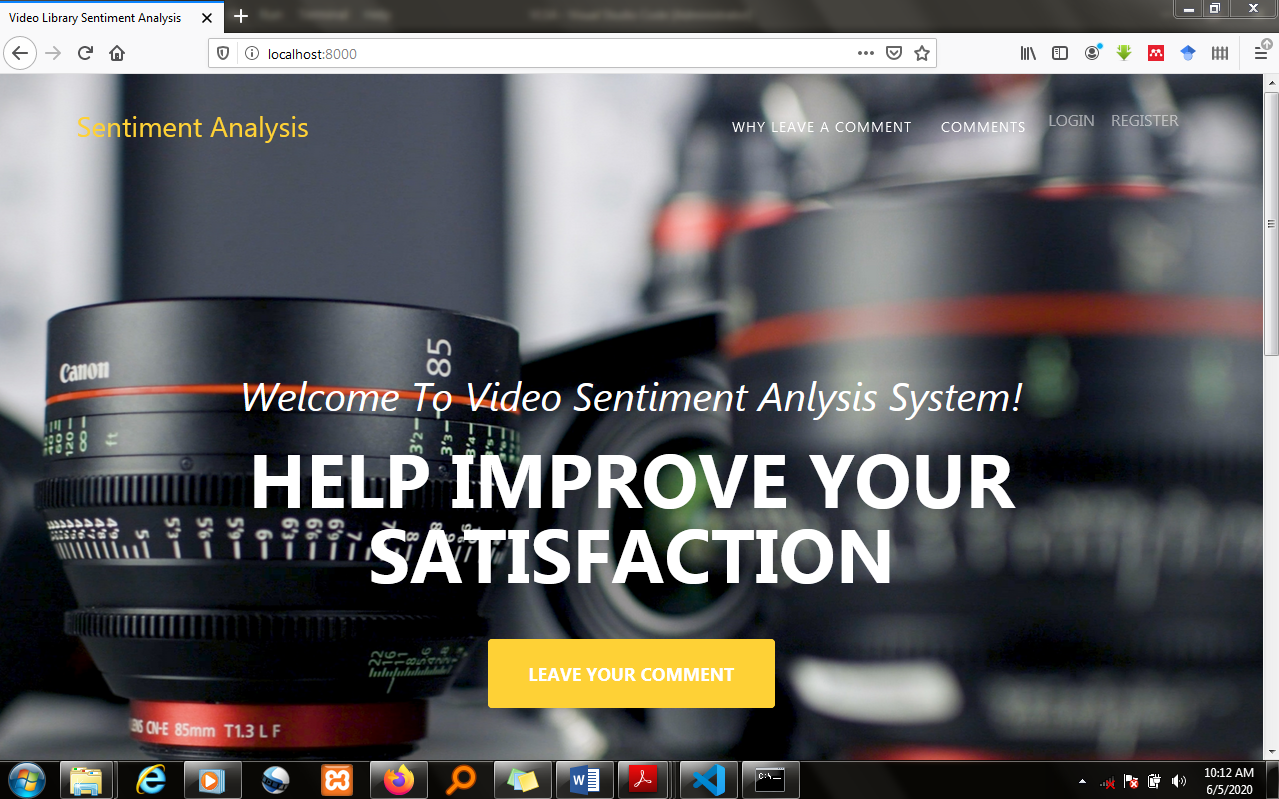 Video Library Sentiment Analysis
localhost:8000
Sentiment Analysis
WHY LEAVE A COMMENT
COMMENTS
LOGIN
REGISTER
Canon
85
ft
Welcome To Video Sentiment Anlysis System!
HELP IMPROVE YOUR
SATISFACTION
LEAVE YOUR COMMENT
LENS CN-E 85mm T1.3 L F
10:12 AM
6/5/2020